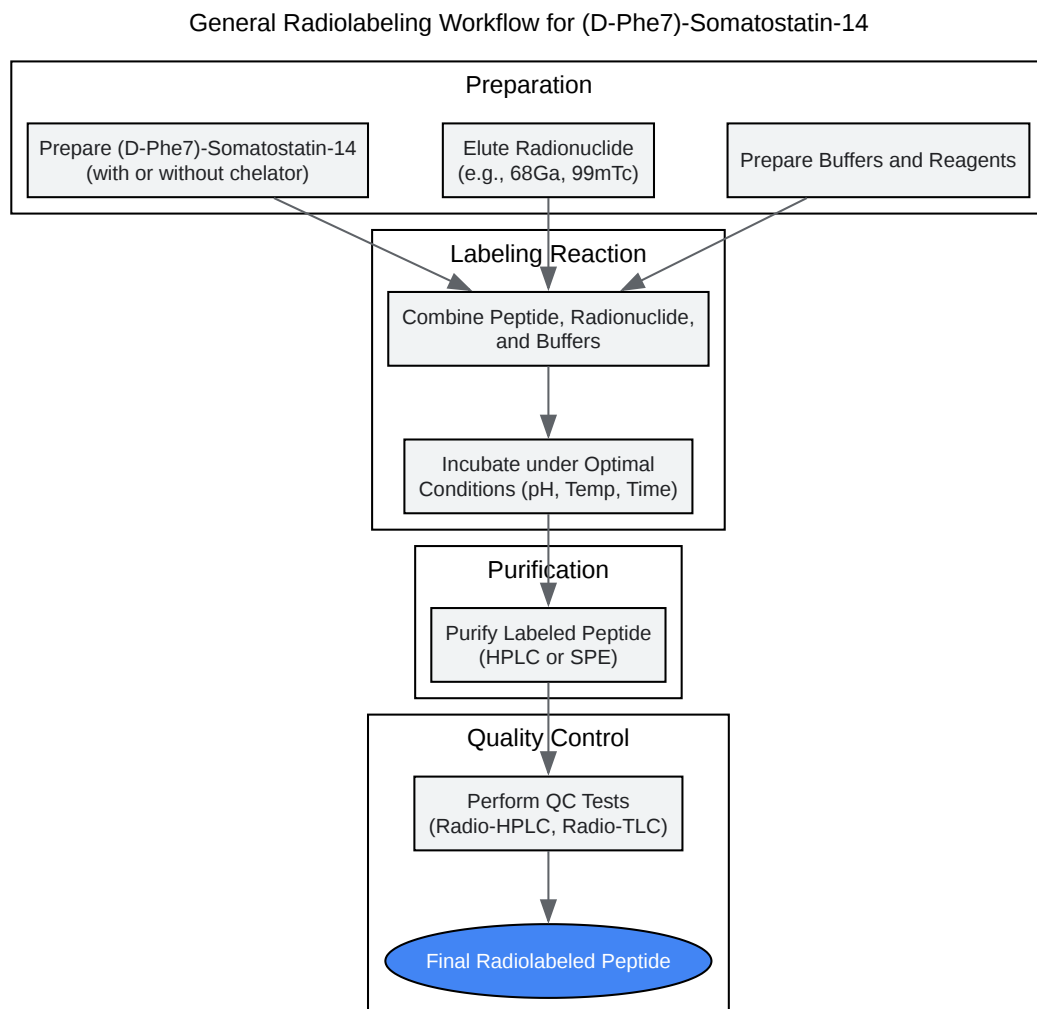 General Radiolabeling Workflow for (D-Phe7)-Somatostatin-14
Preparation
Prepare (D-Phe7)-Somatostatin-14
(with or without chelator)
Elute Radionuclide
(e.g., 68Ga, 99mTc)
Prepare Buffers and Reagents
Labeling Reaction
Combine Peptide, Radionuclide,
and Buffers
Incubate under Optimal
Conditions (pH, Temp, Time)
Purification
Purify Labeled Peptide
(HPLC or SPE)
Quality Control
Perform QC Tests
(Radio-HPLC, Radio-TLC)
Final Radiolabeled Peptide